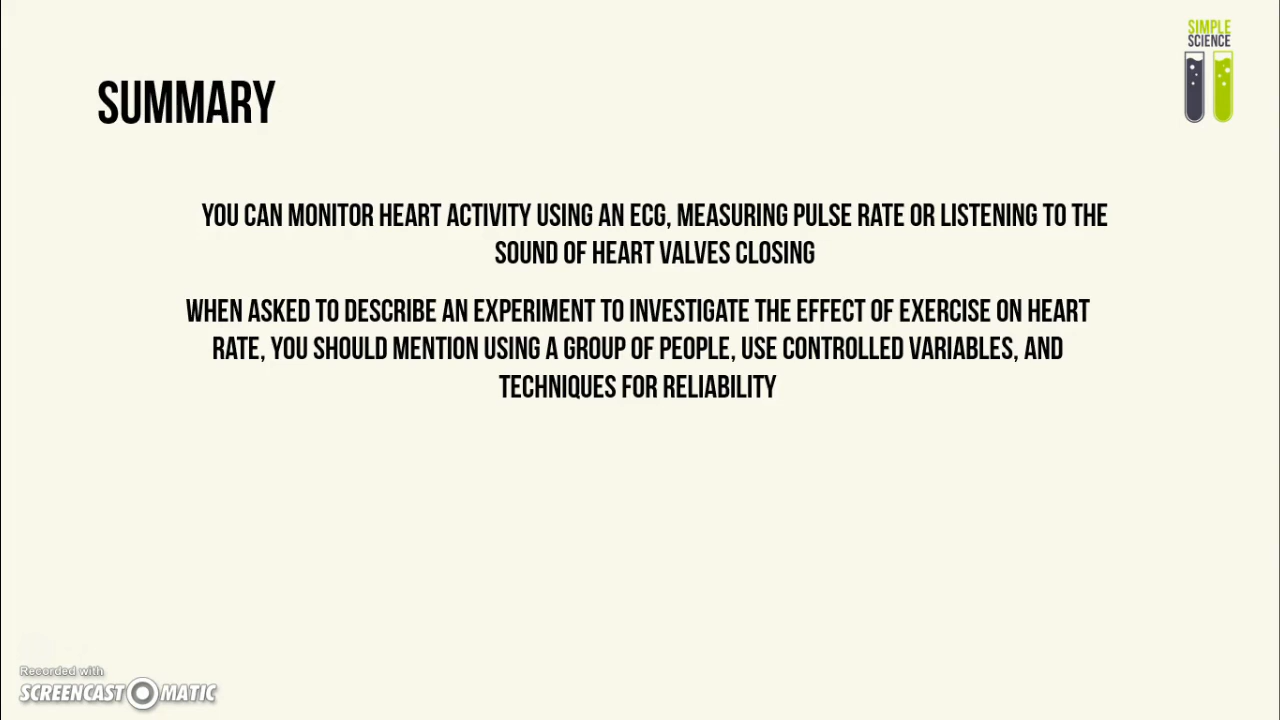 SIMPLE
SCIENCE
SUMMARY
YOU CAN MONITOR HEART ACTIVITY USING AN ECG, MEASURING PULSE RATE OR LISTENING TO THE
SOUND OF HEART VALVES CLOSING
WHEN ASKED TO DESCRIBE AN EXPERIMENT TO INVESTIGATE THE EFFECT OF EXERCISE ON HEART
RATE, YOU SHOULD MENTION USING A GROUP OF PEOPLE, USE CONTROLLED VARIABLES, AND
TECHNIQUES FOR RELIABILITY
Recorded with
SCREENCAST O MATIC